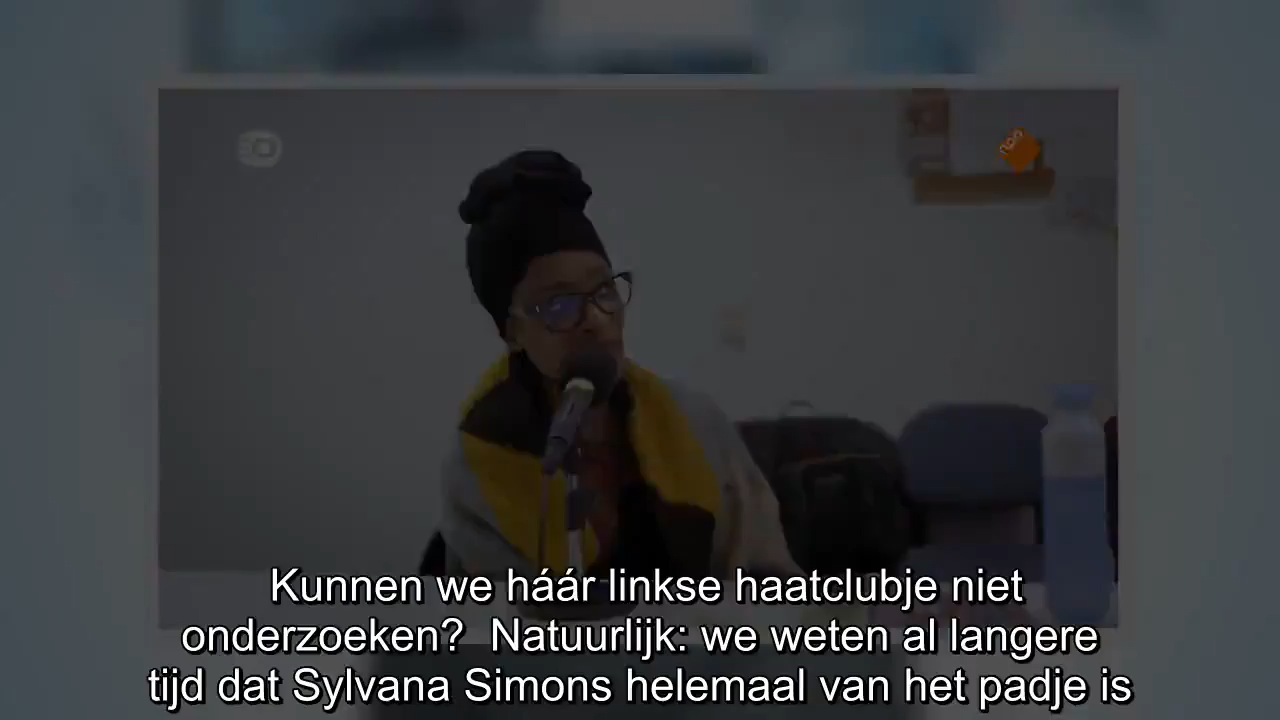 npo
Kunnen we háár linkse haatclubje niet
onderzoeken?  Natuurlijk: we weten al langere
tijd dat Sylvana Simons helemaal van het padje is